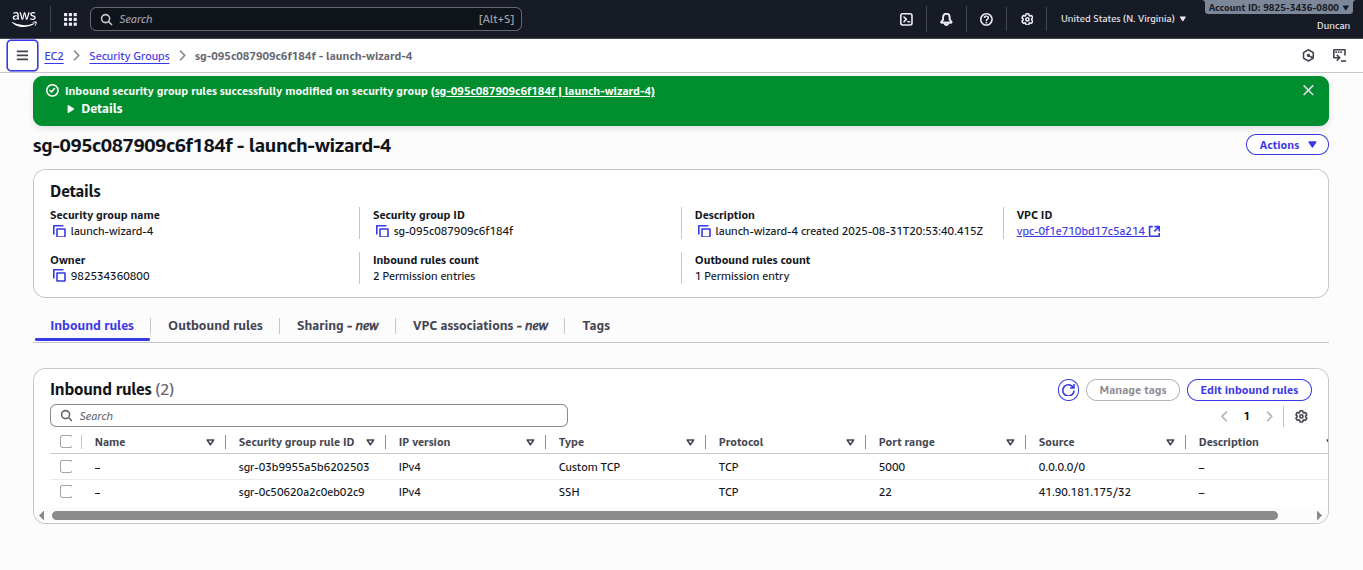 aws
Search [Alt+S]
United States (N. Virginia)
Account ID: 9825-3436-0800
Duncan
EC2 > Security Groups > sg-095c087909c6f184f - launch-wizard-4
Inbound security group rules successfully modified on security group (sg-095c087909c6f184f | launch-wizard-4)
Details
sg-095c087909c6f184f - launch-wizard-4
Actions
Details
Security group name
launch-wizard-4
Security group ID
sg-095c087909c6f184f
Description
launch-wizard-4 created 2025-08-31T20:53:40.415Z
VPC ID
vpc-0f1e710bd17c5a214
Owner
982534360800
Inbound rules count
2 Permission entries
Outbound rules count
1 Permission entry
Inbound rules
Outbound rules
Sharing - new
VPC associations - new
Tags
Inbound rules (2)
Manage tags
Edit inbound rules
Search
1
Name Security group rule ID IP version Type Protocol Port range Source Description
– sgr-03b9955a5b6202503 IPv4 Custom TCP TCP 5000 0.0.0.0/0 –
– sgr-0c50620a2c0eb02c9 IPv4 SSH TCP 22 41.90.181.175/32 –